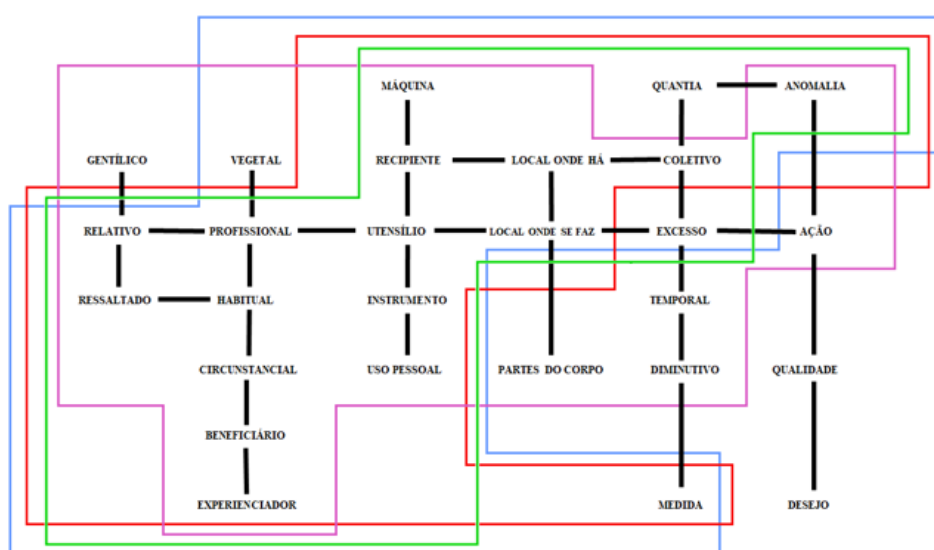 MÁQUINA
QUANTIA
ANOMALIA
GENTÍLICO
VEGETAL
RECIPIENTE
LOCAL ONDE HÁ
COLETIVO
RELATIVO
PROFISSIONAL
UTENSÍLIO
LOCAL ONDE SE FAZ
EXCESSO
AÇÃO
RESSALTADO
HABITUAL
INSTRUMENTO
TEMPORAL
CIRCUNSTANCIAL
USO PESSOAL
PARTES DO CORPO
DIMINUTIVO
QUALIDADE
BENEFICIÁRIO
EXPERIENCIADOR
MEDIDA
DESEJO